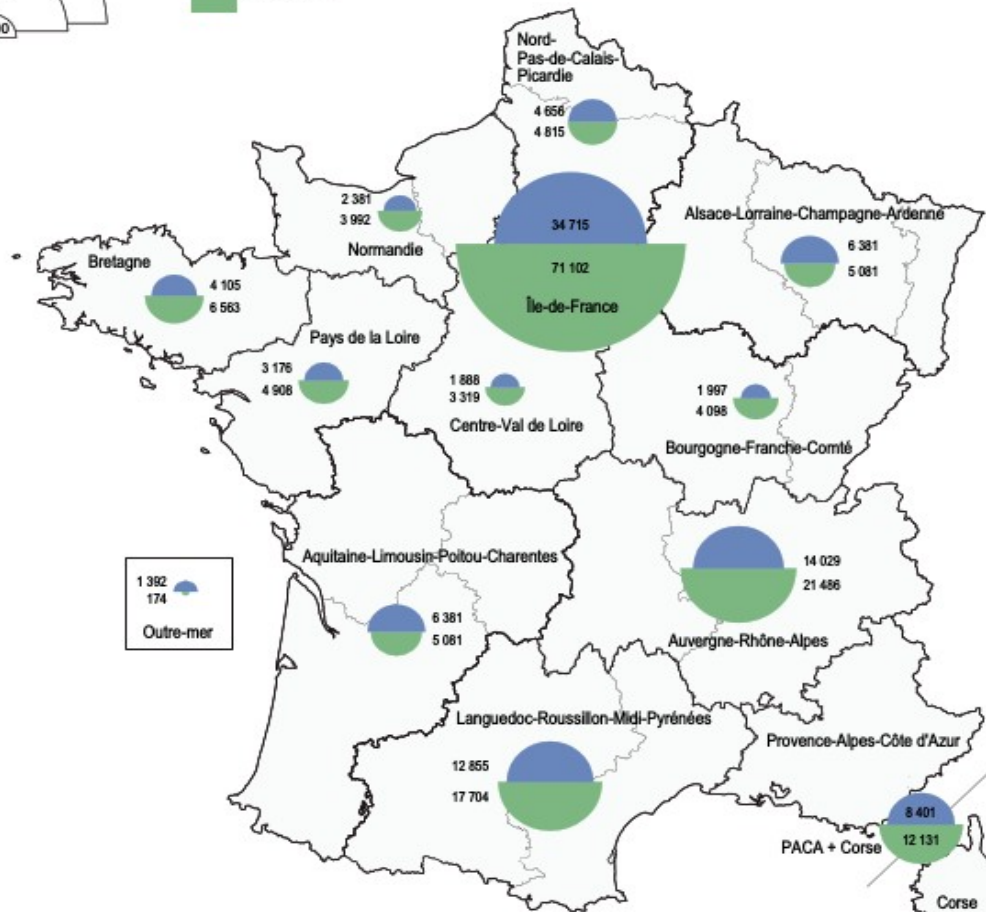 00
Nord-
Pas-de-Calais-
Picardie
4 656
4 815
2 381
3 992
Normandie
34 715
71 102
Île-de-France
Alsace-Lorraine-Champagne-Ardenne
6 381
5 081
Bretagne
4 105
6 563
Pays de la Loire
3 176
4 908
1 888
3 319
Centre-Val de Loire
1 997
4 098
Bourgogne-Franche-Comté
Aquitaine-Limousin-Poitou-Charentes
6 381
5 081
14 029
21 486
Auvergne-Rhône-Alpes
1 392
174
Outre-mer
Languedoc-Roussillon-Midi-Pyrénées
12 855
17 704
Provence-Alpes-Côte d'Azur
8 401
12 131
PACA + Corse
Corse